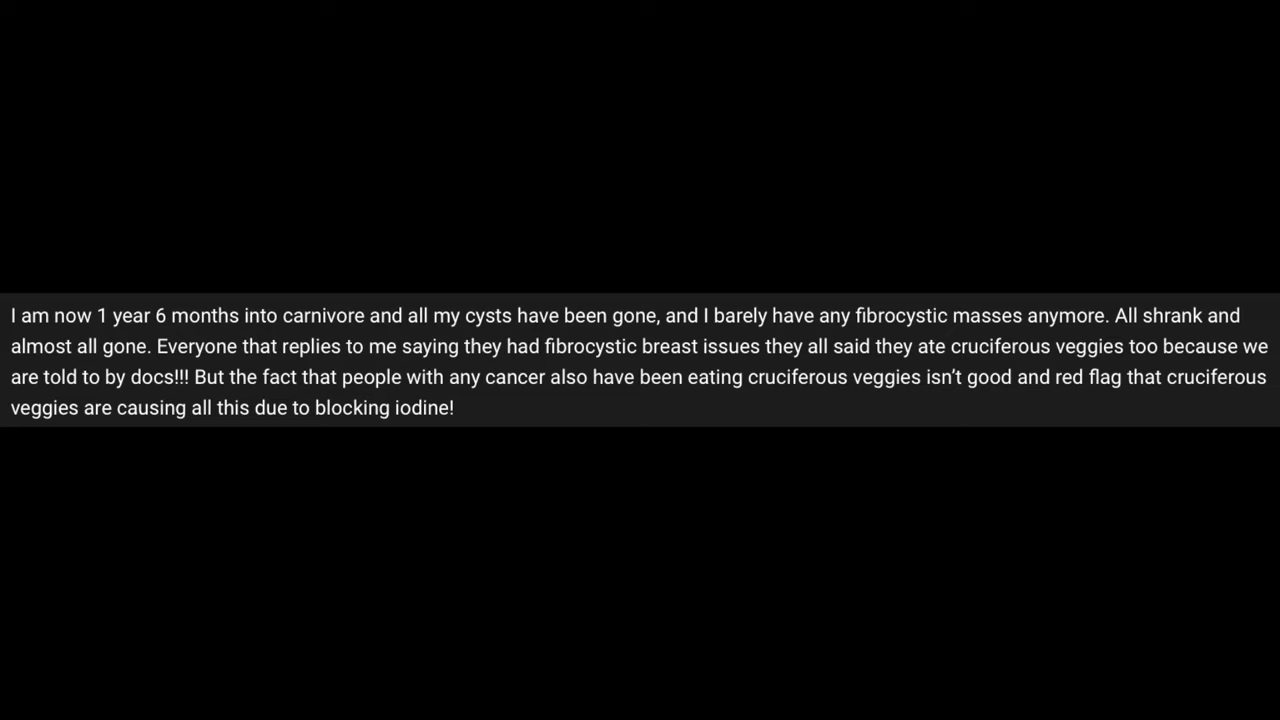 I am now 1 year 6 months into carnivore and all my cysts have been gone, and I barely have any fibrocystic masses anymore. All shrank and
almost all gone. Everyone that replies to me saying they had fibrocystic breast issues they all said they ate cruciferous veggies too because we
are told to by docs!!! But the fact that people with any cancer also have been eating cruciferous veggies isn’t good and red flag that cruciferous
veggies are causing all this due to blocking iodine!